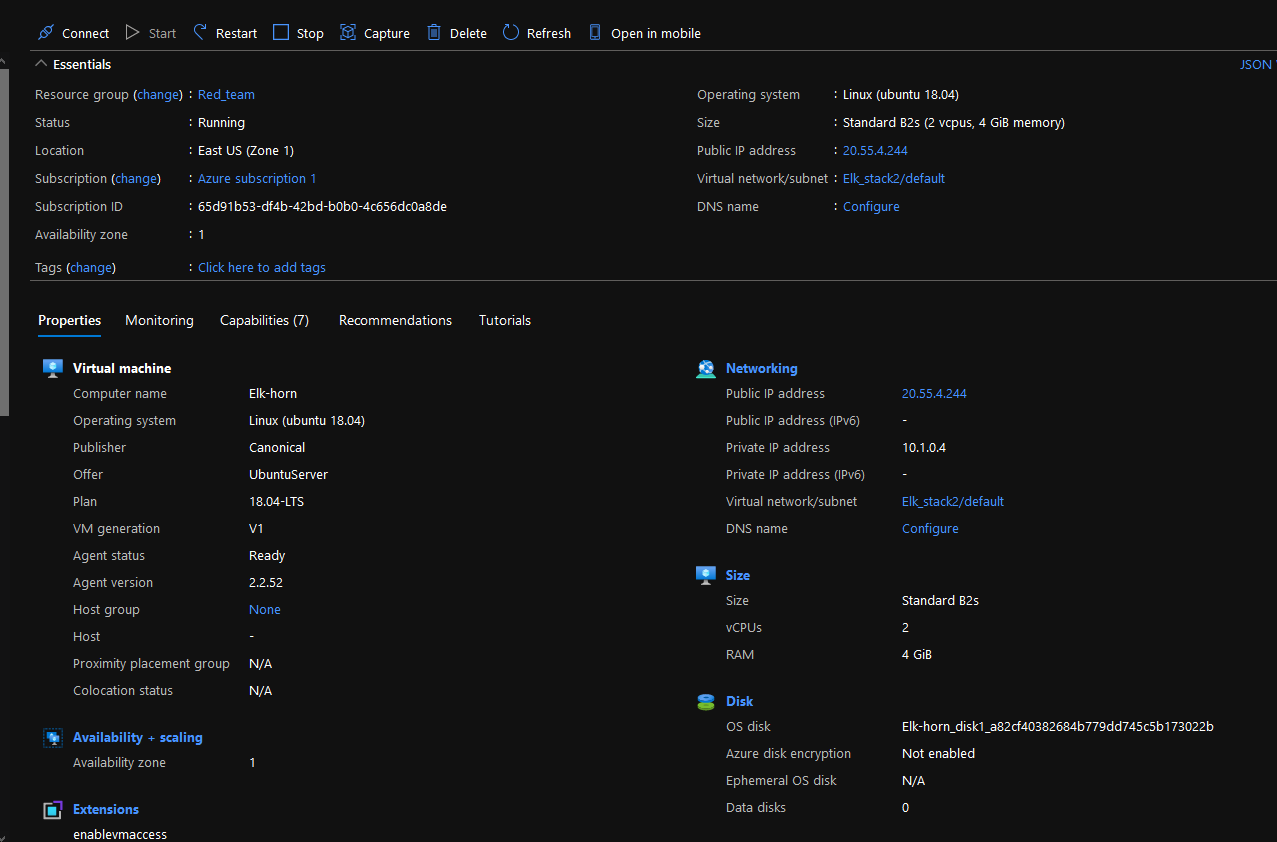 Connect Start Restart Stop Capture Delete Refresh Open in mobile
Essentials
JSON
Resource group (change) : Red_team
Status : Running
Location : East US (Zone 1)
Subscription (change) : Azure subscription 1
Subscription ID : 65d91b53-df4b-42bd-b0b0-4c656dc0a8de
Availability zone : 1
Tags (change) : Click here to add tags
Operating system : Linux (ubuntu 18.04)
Size : Standard B2s (2 vcpus, 4 GiB memory)
Public IP address : 20.55.4.244
Virtual network/subnet : Elk_stack2/default
DNS name : Configure
Properties Monitoring Capabilities (7) Recommendations Tutorials
Virtual machine
Computer name Elk-horn
Operating system Linux (ubuntu 18.04)
Publisher Canonical
Offer UbuntuServer
Plan 18.04-LTS
VM generation V1
Agent status Ready
Agent version 2.2.52
Host group None
Host -
Proximity placement group N/A
Colocation status N/A
Availability + scaling
Availability zone 1
Extensions
enablevmaccess
Networking
Public IP address 20.55.4.244
Public IP address (IPv6) -
Private IP address 10.1.0.4
Private IP address (IPv6) -
Virtual network/subnet Elk_stack2/default
DNS name Configure
Size
Size Standard B2s
vCPUs 2
RAM 4 GiB
Disk
OS disk Elk-horn_disk1_a82cf40382684b779dd745c5b173022b
Azure disk encryption Not enabled
Ephemeral OS disk N/A
Data disks 0